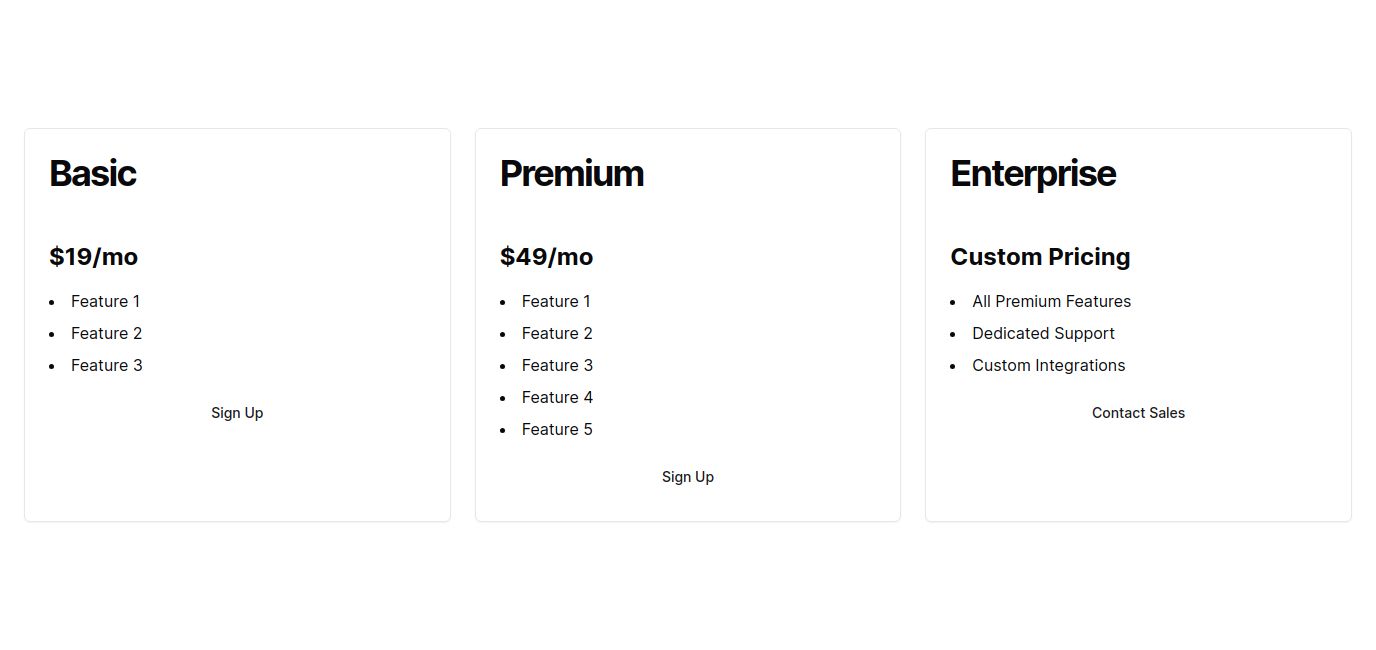 Basic
$19/mo
Feature 1
Feature 2
Feature 3
Sign Up
Premium
$49/mo
Feature 1
Feature 2
Feature 3
Feature 4
Feature 5
Sign Up
Enterprise
Custom Pricing
All Premium Features
Dedicated Support
Custom Integrations
Contact Sales